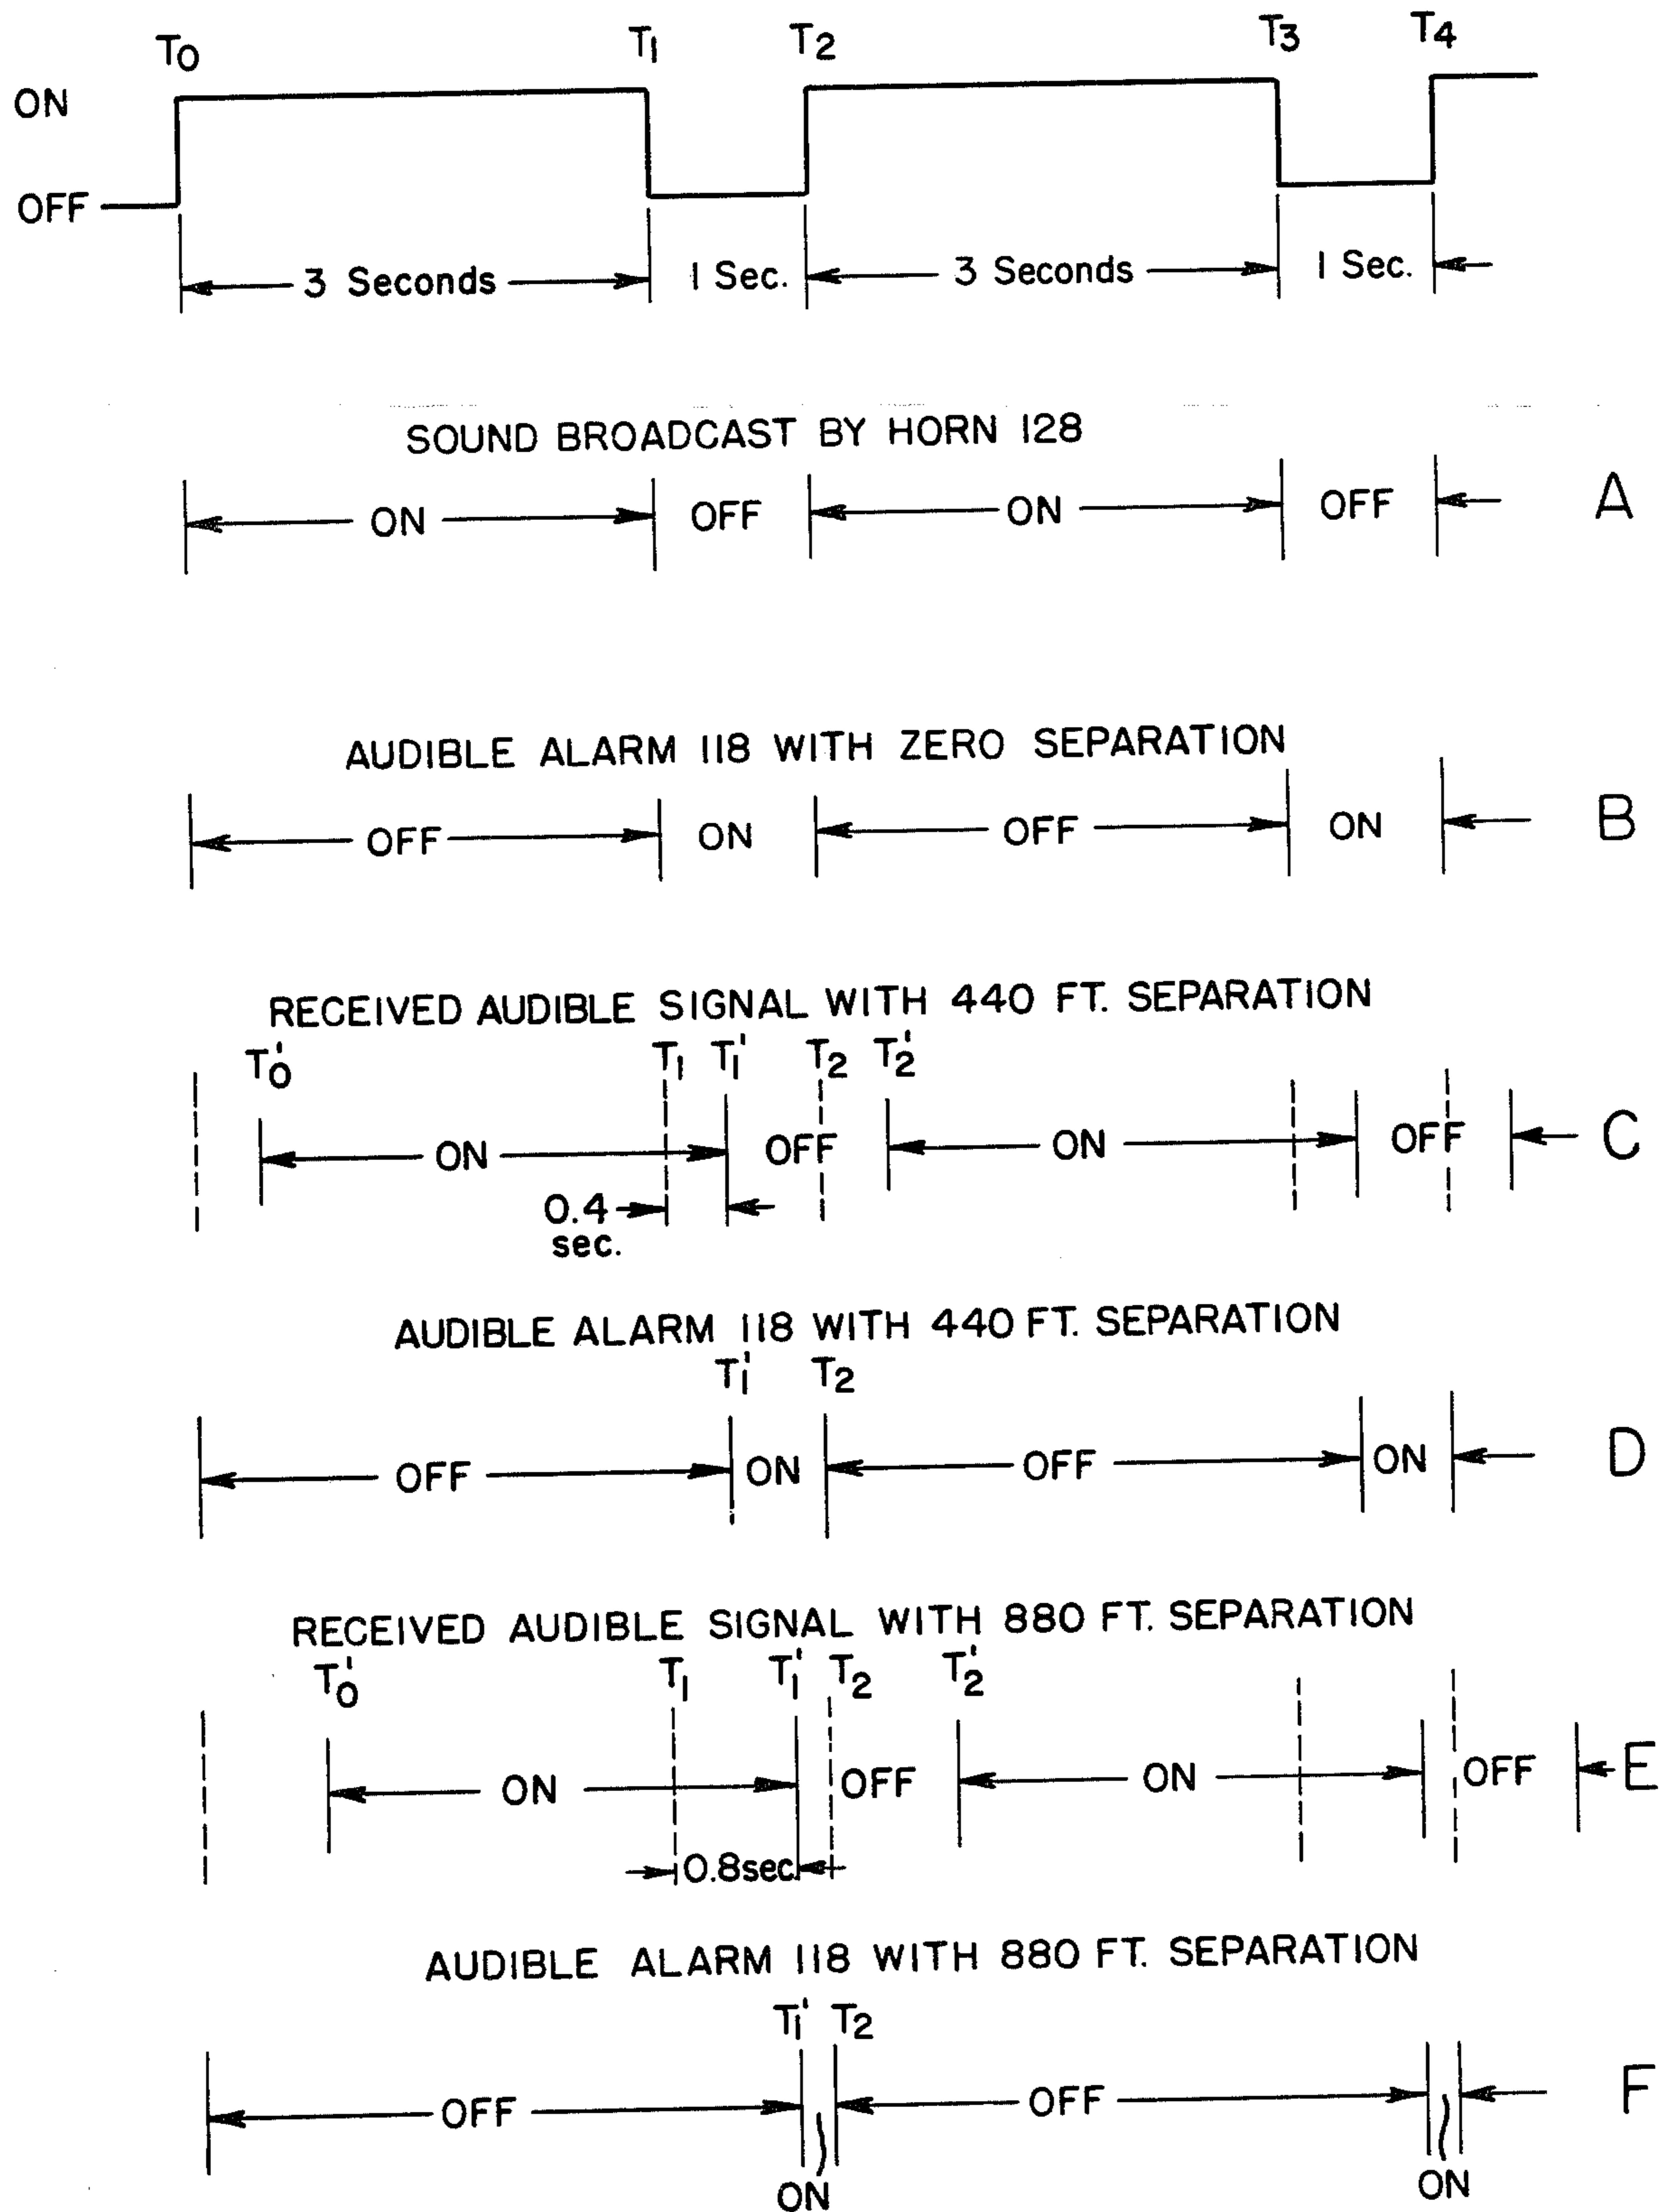 T0 T1 T2 T3 T4
ON
OFF
3 Seconds 1 Sec. 3 Seconds 1 Sec.
SOUND BROADCAST BY HORN 128
ON OFF ON OFF A
AUDIBLE ALARM 118 WITH ZERO SEPARATION
OFF ON OFF ON B
RECEIVED AUDIBLE SIGNAL WITH 440 FT. SEPARATION
T0' T1 T1' T2 T2'
ON OFF ON OFF C
0.4
sec.
AUDIBLE ALARM 118 WITH 440 FT. SEPARATION
T1' T2
OFF ON OFF ON D
RECEIVED AUDIBLE SIGNAL WITH 880 FT. SEPARATION
T0' T1 T1' T2 T2'
ON OFF ON OFF E
0.8sec.
AUDIBLE ALARM 118 WITH 880 FT. SEPARATION
T1' T2
OFF OFF F
ON ON